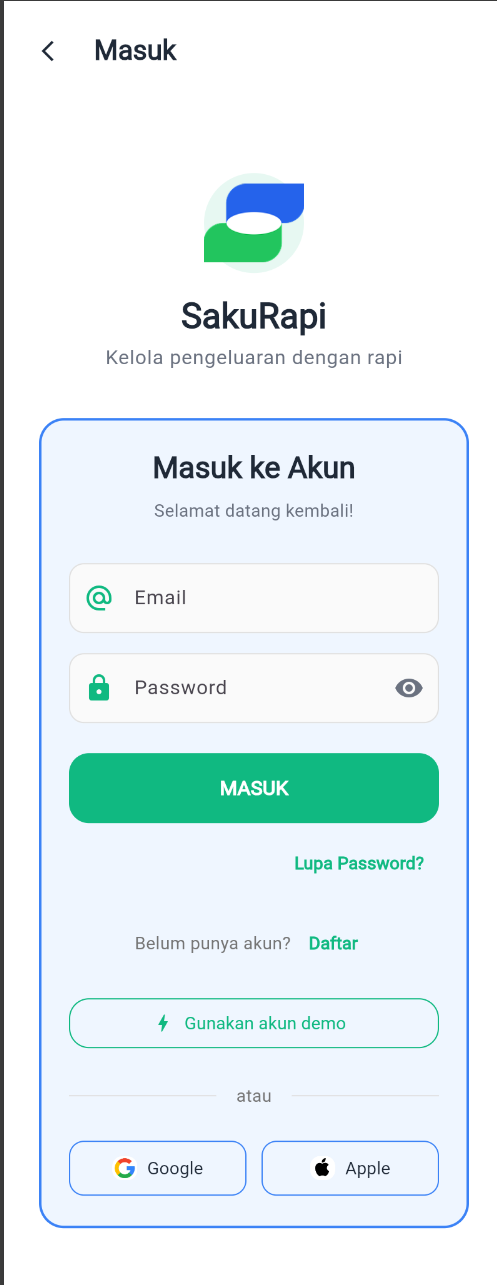 Masuk
SakuRapi
Kelola pengeluaran dengan rapi
Masuk ke Akun
Selamat datang kembali!
Email
Password
MASUK
Lupa Password?
Belum punya akun? Daftar
Gunakan akun demo
atau
Google Apple